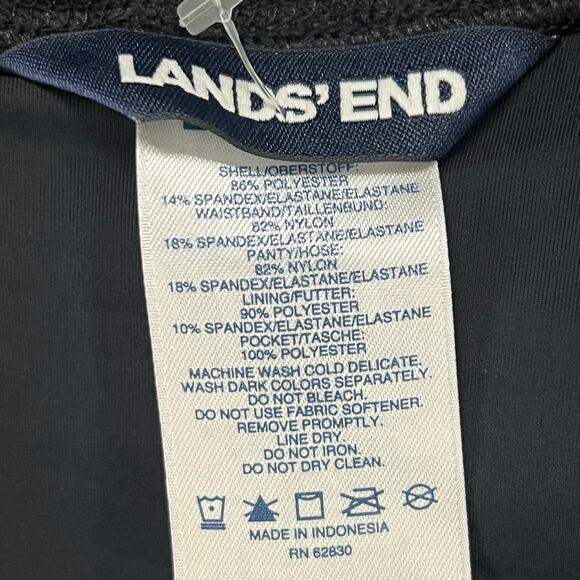 LANDS' END
SHELL/OBERSTOFF:
86% POLYESTER
14% SPANDEX/ELASTANE/ELASTANE
WAISTBAND/TAILLENBUND:
82% NYLON
18% SPANDEX/ELASTANE/ELASTANE
PANTY/HOSE:
82% NYLON
18% SPANDEX/ELASTANE/ELASTANE
LINING/FUTTER:
90% POLYESTER
10% SPANDEX/ELASTANE/ELASTANE
POCKET/TASCHE:
100% POLYESTER
MACHINE WASH COLD DELICATE.
WASH DARK COLORS SEPARATELY.
DO NOT BLEACH.
DO NOT USE FABRIC SOFTENER.
REMOVE PROMPTLY.
LINE DRY.
DO NOT IRON.
DO NOT DRY CLEAN.
MADE IN INDONESIA
RN 62830